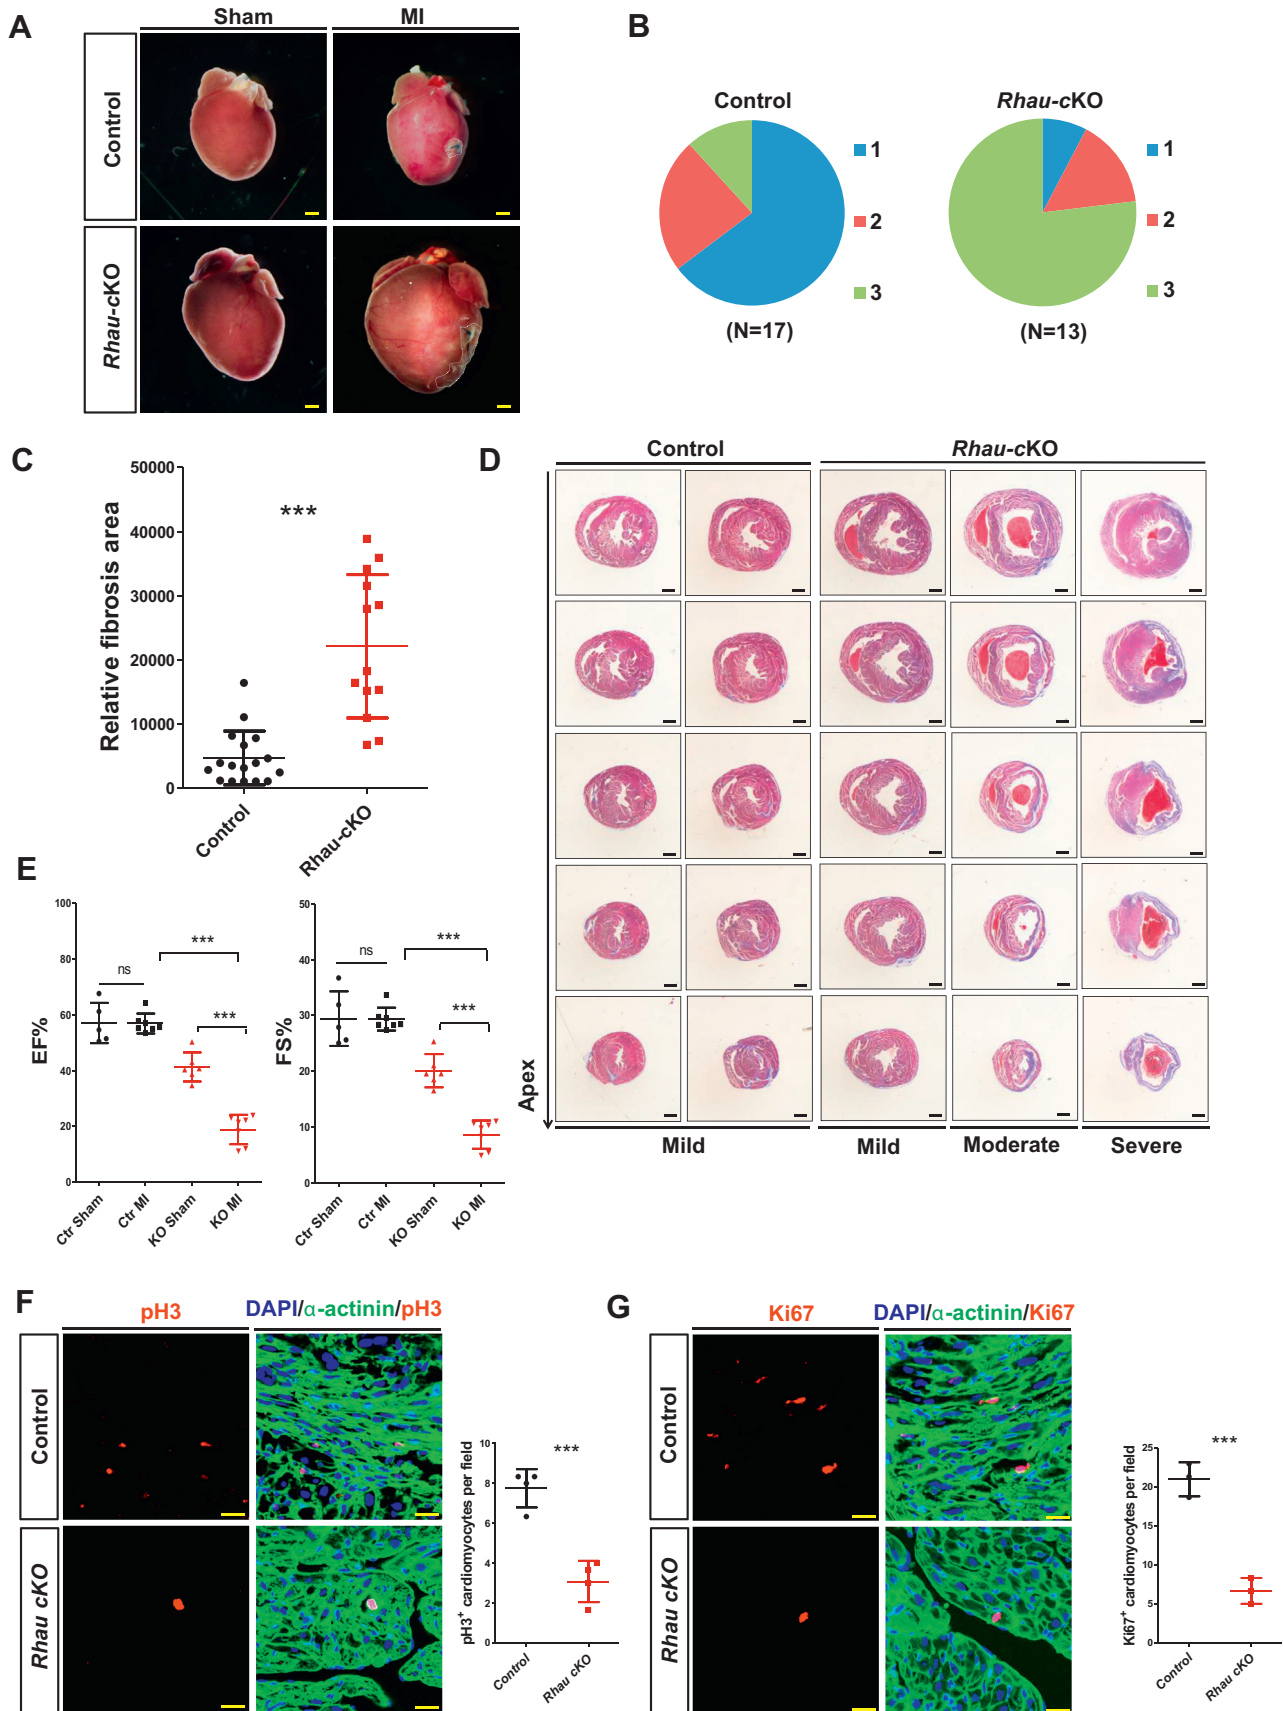 A
Sham
MI
Control
Rhau-cKO
B
Control
Rhau-cKO
1
2
3
1
2
3
(N=17)
(N=13)
C
Relative fibrosis area
50000
40000
30000
20000
10000
0
***
Control
Rhau-cKO
D
Control
Rhau-cKO
Apex
Mild
Mild
Moderate
Severe
E
EF%
100
80
60
40
20
0
ns
***
***
Ctr Sham
Ctr MI
KO Sham
KO MI
FS%
50
40
30
20
10
0
ns
***
***
Ctr Sham
Ctr MI
KO Sham
KO MI
F
pH3
DAPI/α-actinin/pH3
Control
Rhau cKO
pH3⁺ cardiomyocytes per field
10
8
6
4
2
0
***
Control
Rhau cKO
G
Ki67
DAPI/α-actinin/Ki67
Control
Rhau cKO
Ki67⁺ cardiomyocytes per field
25
20
15
10
5
0
***
Control
Rhau cKO